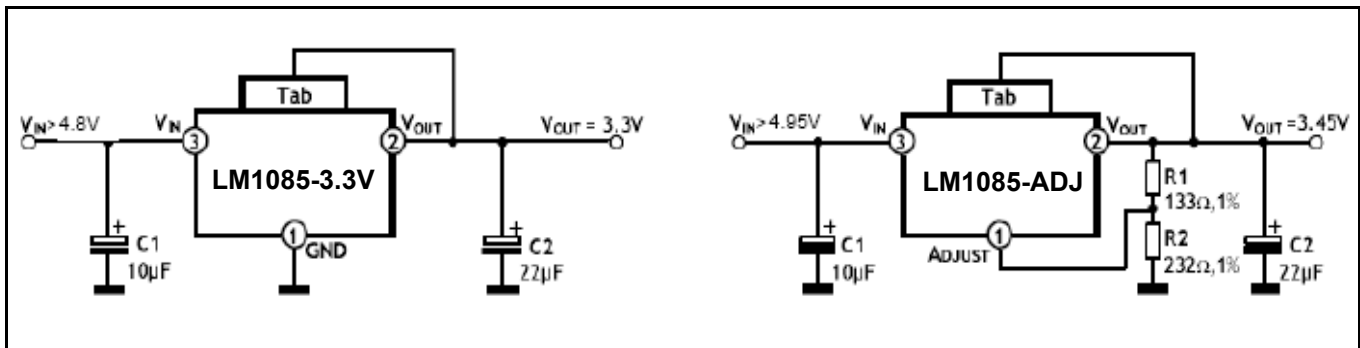 Tab
VIN>4.8V
VIN
3
VOUT
2
VOUT = 3.3V
LM1085-3.3V
1
GND
C1
10µF
+
C2
22µF
+
Tab
VIN>4.95V
VIN
3
VOUT
2
VOUT =3.45V
LM1085-ADJ
1
ADJUST
R1
133Ω,1%
R2
232Ω,1%
C1
10µF
+
C2
22µF
+